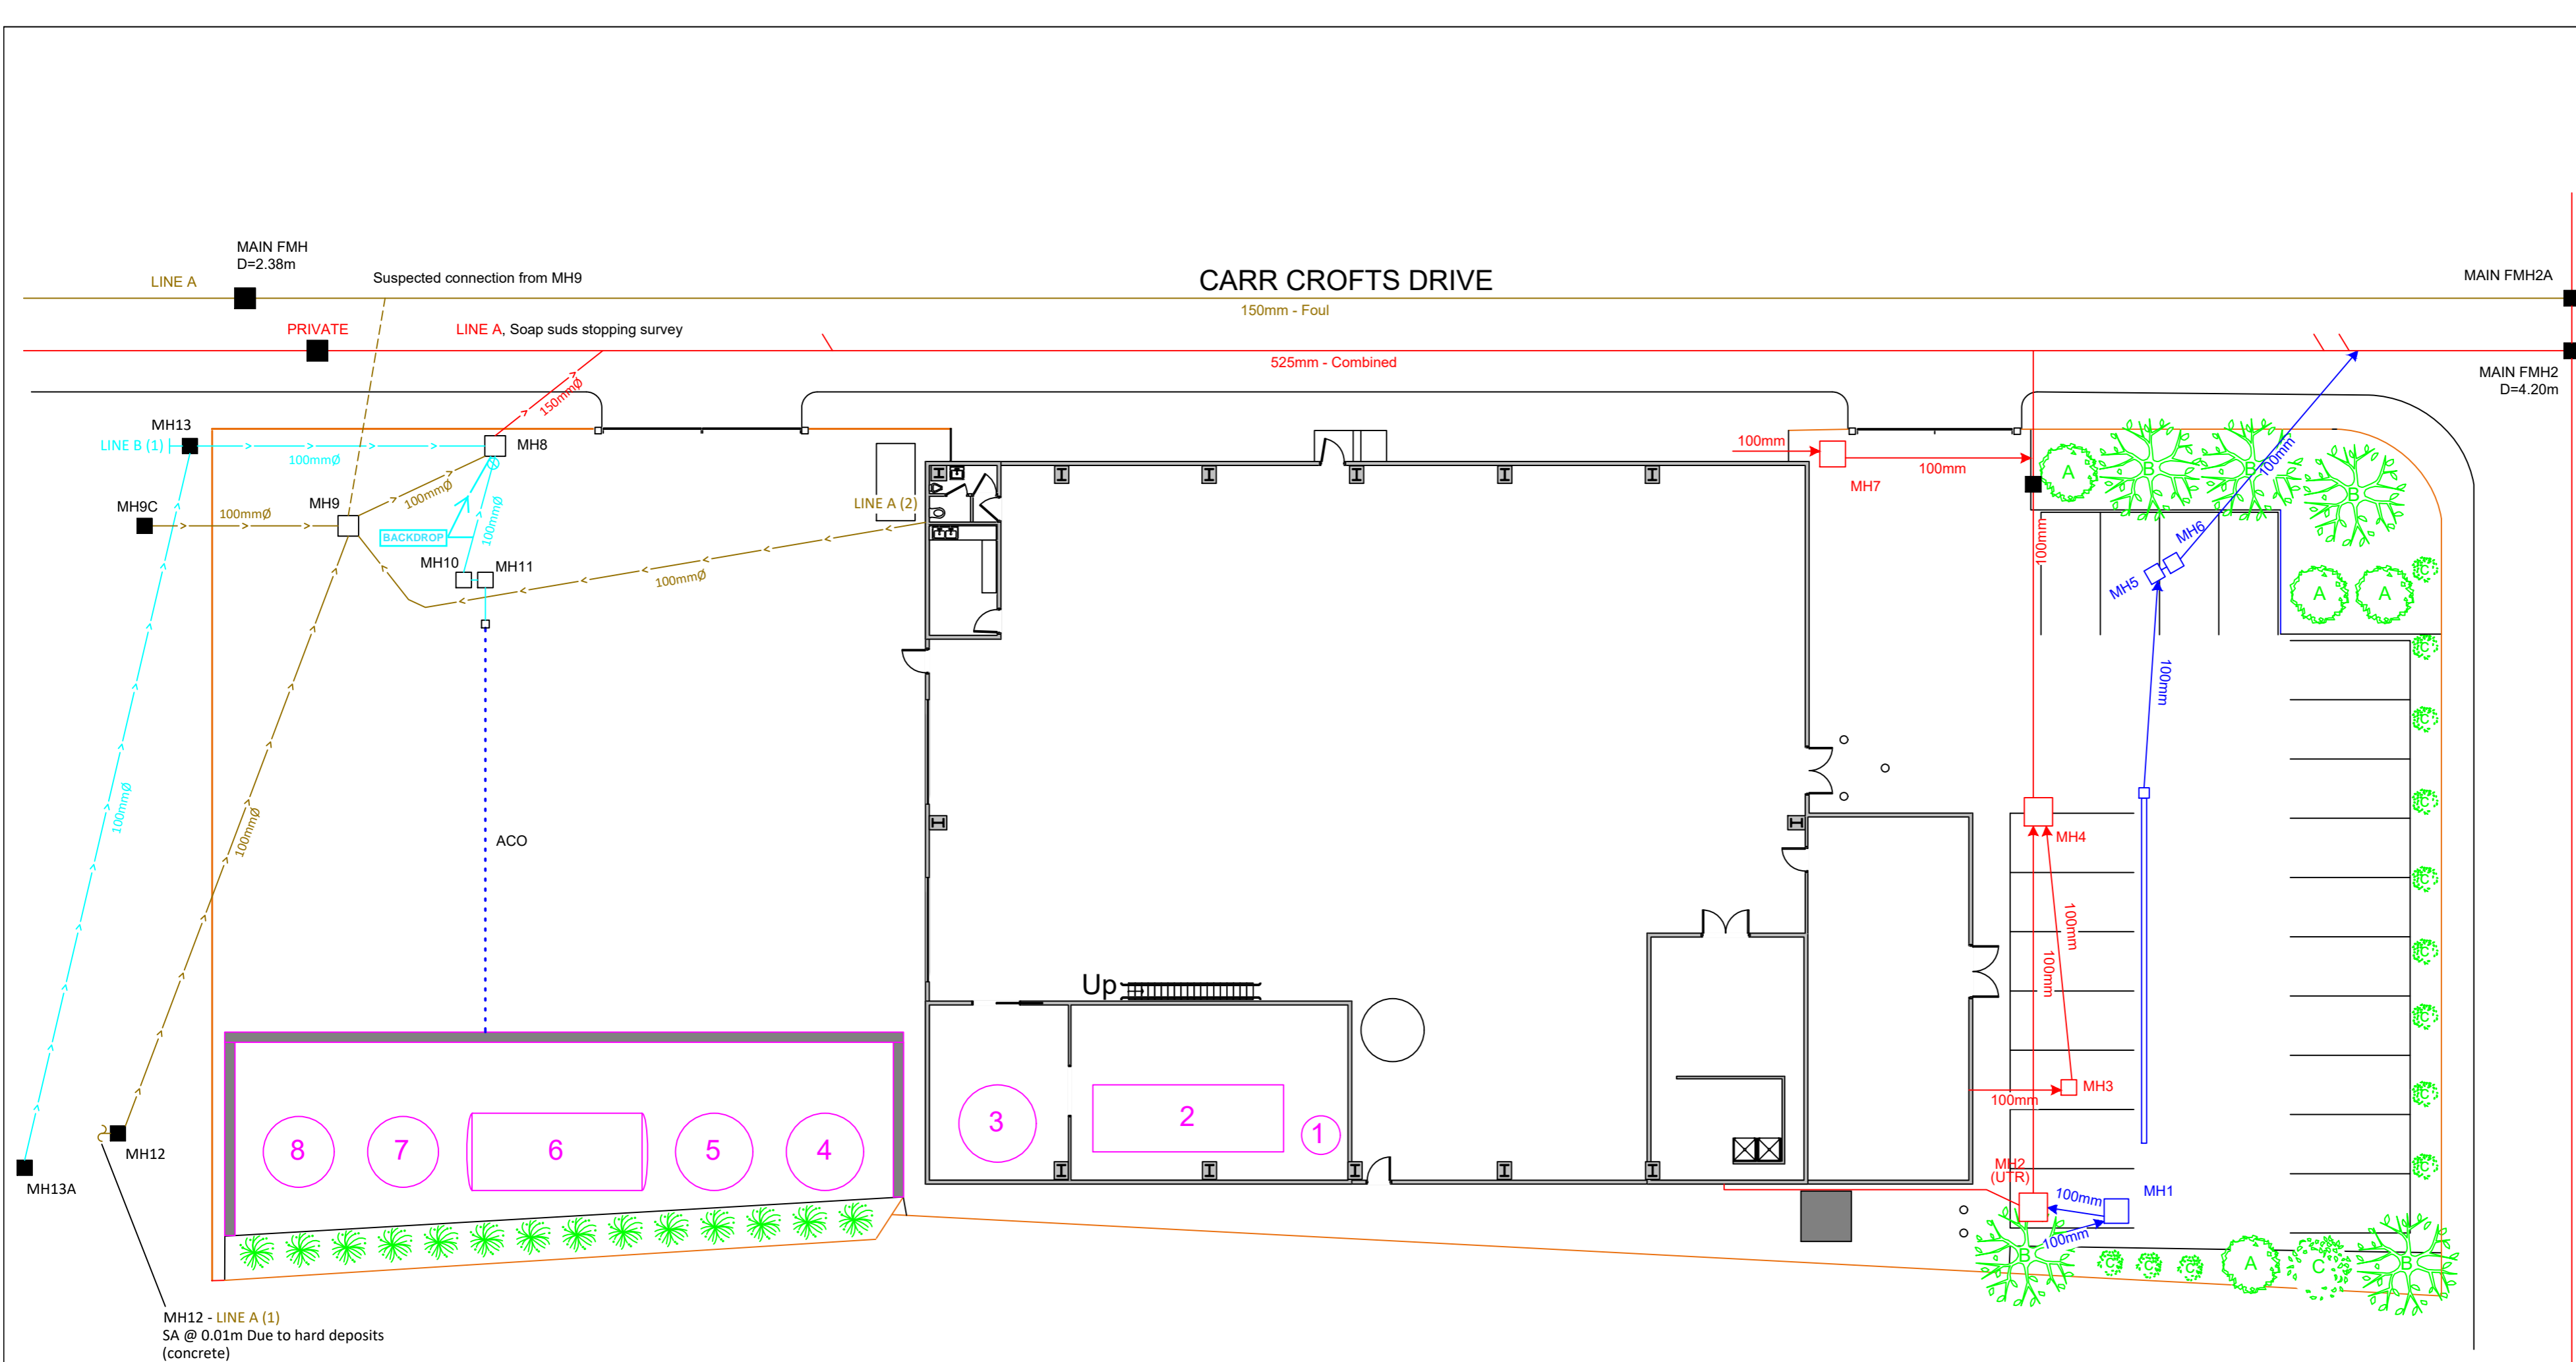 MAIN FMH
D=2.38m
LINE A
Suspected connection from MH9
CARR CROFTS DRIVE
MAIN FMH2A
150mm - Foul
PRIVATE
LINE A, Soap suds stopping survey
525mm - Combined
MAIN FMH2
D=4.20m
150mmØ
MH13
LINE B (1)
100mmØ
MH8
MH9C
100mmØ
MH9
100mmØ
BACKDROP
100mmØ
MH10
MH11
LINE A (2)
100mmØ
100mm
MH7
100mm
100mm
A
B
B
B
100mm
MH6
MH5
A
A
C
C
C
C
C
C
C
C
C
100mm
100mmØ
100mmØ
ACO
MH4
100mm
100mm
Up
MH3
100mm
MH12
MH13A
8
7
6
5
4
3
2
1
MH2
(UTR)
100mm
MH1
100mm
B
C
C
C
A
C
B
MH12 - LINE A (1)
SA @ 0.01m Due to hard deposits
(concrete)